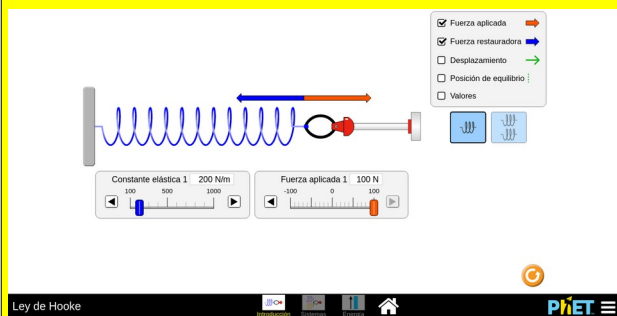 Fuerza aplicada
Fuerza restauradora
Desplazamiento
Posición de equilibrio
Valores
Constante elástica 1 200 N/m
100 500 1000
Fuerza aplicada 1 100 N
-100 0 100
Ley de Hooke
Introducción Sistemas Energía
PhET